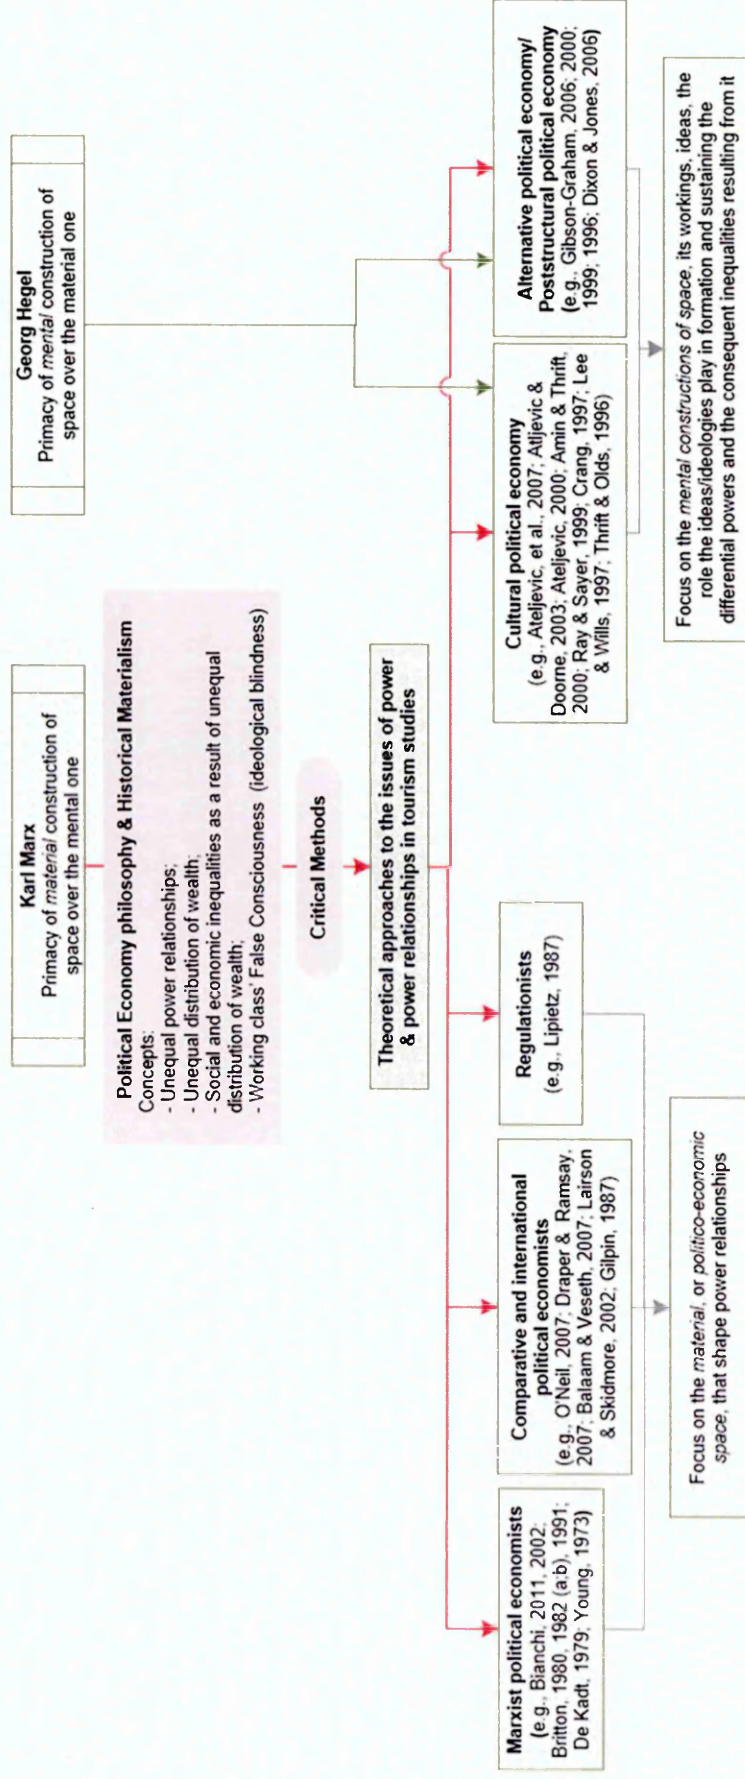 Karl Marx
Primacy of material construction of
space over the mental one
Georg Hegel
Primacy of mental construction of
space over the material one
Political Economy philosophy & Historical Materialism
Concepts:
- Unequal power relationships;
- Unequal distribution of wealth;
- Social and economic inequalities as a result of unequal
distribution of wealth;
- Working class' False Consciousness (ideological blindness)
Critical Methods
Theoretical approaches to the issues of power
& power relationships in tourism studies
Marxist political economists
(e.g., Bianchi, 2011, 2002;
Britton, 1980, 1982 (a;b), 1991;
De Kadt, 1979; Young, 1973)
Comparative and international
political economists
(e.g., O'Neil, 2007; Draper & Ramsay,
2007; Balaam & Veseth, 2007; Lairson
& Skidmore, 2002; Gilpin, 1987)
Regulationists
(e.g., Lipietz, 1987)
Cultural political economy
(e.g., Ateljevic, et al., 2007; Atljevic &
Doorne, 2003; Ateljevic, 2000; Amin & Thrift,
2000; Ray & Sayer, 1999; Crang, 1997; Lee
& Wills, 1997; Thrift & Olds, 1996)
Alternative political economy/
Poststructural political economy
(e.g., Gibson-Graham, 2006; 2000;
1999; 1996; Dixon & Jones, 2006)
Focus on the material, or politico-economic
space, that shape power relationships
Focus on the mental constructions of space, its workings, ideas, the
role the ideas/ideologies play in formation and sustaining the
differential powers and the consequent inequalities resulting from it